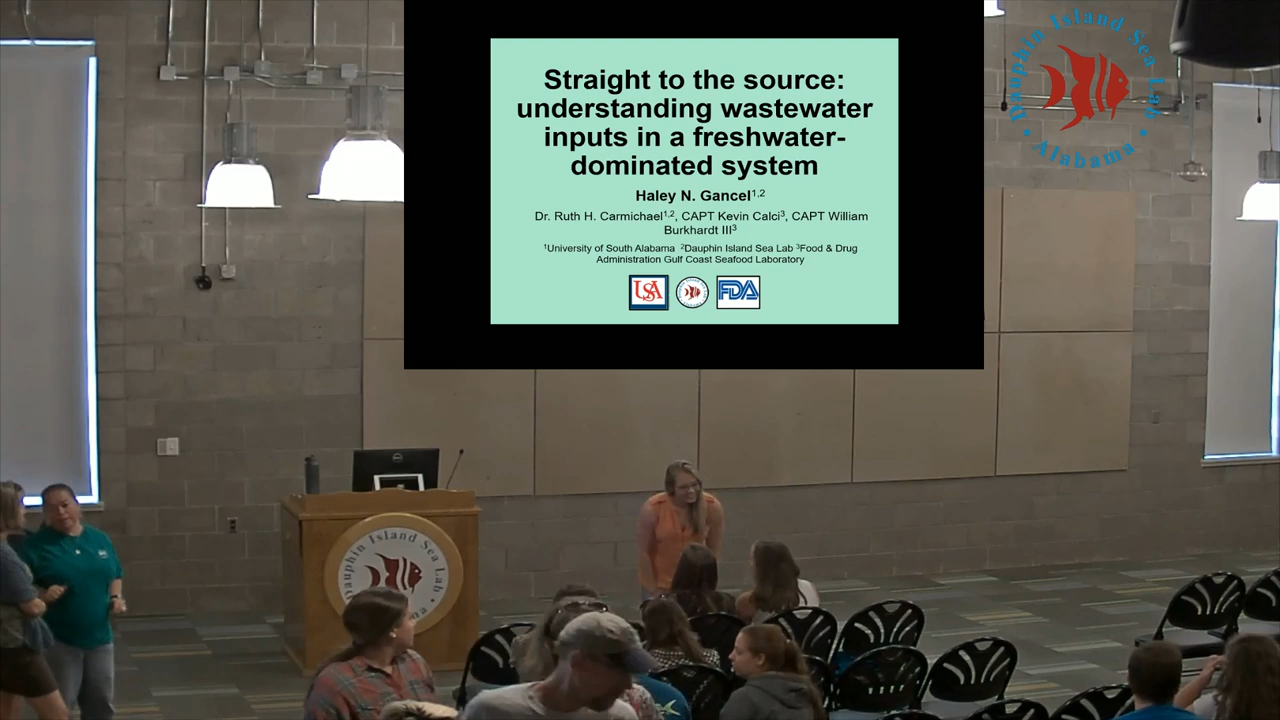 Straight to the source:
understanding wastewater
inputs in a freshwater-
dominated system
Haley N. Gancel1,2
Dr. Ruth H. Carmichael1,2, CAPT Kevin Calci3, CAPT William
Burkhardt III3
1University of South Alabama 2Dauphin Island Sea Lab 3Food & Drug
Administration Gulf Coast Seafood Laboratory
USA
FDA
Dauphin Island Sea Lab
• Alabama •
DELL
Dauphin Island Sea Lab •